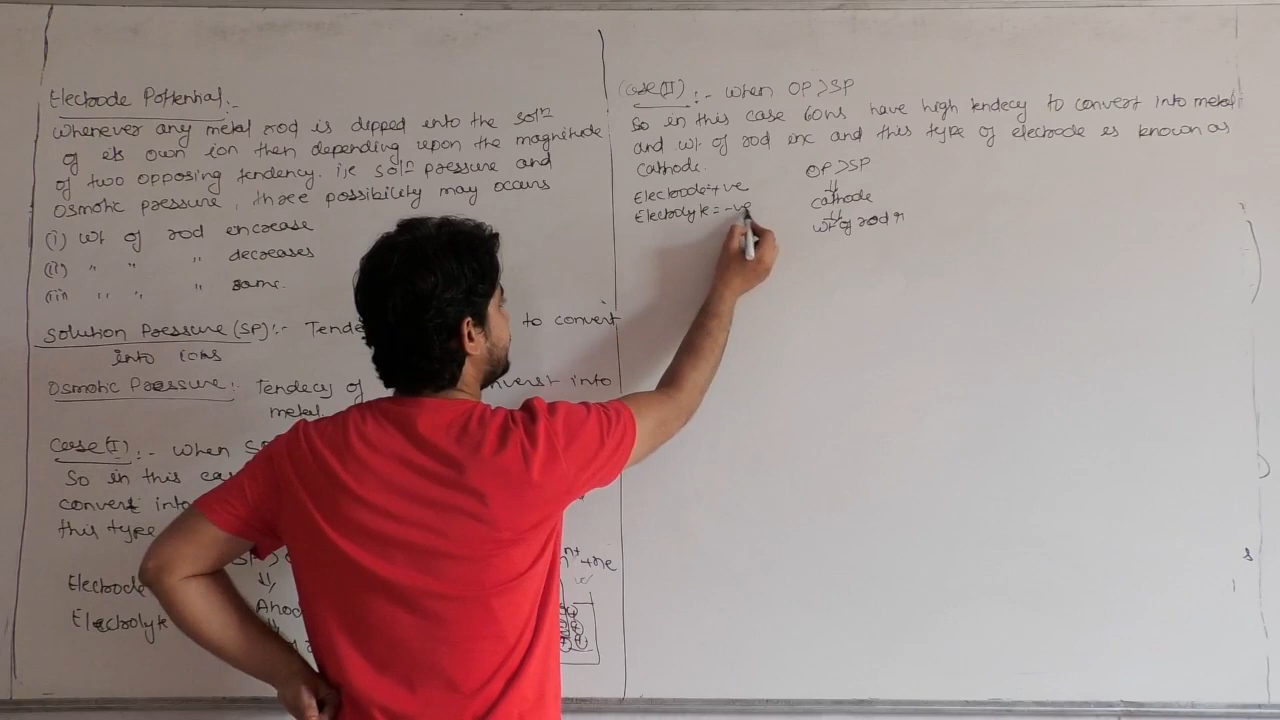 Electrode Potential:-
whenever any metal rod is dipped into the solⁿ
of its own ion then depending upon the magnitude
of two opposing tendency. i.e solⁿ pressure and
osmotic pressure, three possibility may occurs
(i) wt of rod encrease
(ii) " " " decreases
(iii " " " same.
Solution Pressure (SP):- Tende to convert
into ions
Osmotic Pressure: Tendecy of into
metal.
Case(I):- when
So in this
convert into
this type
+ne
Electrode
Electrolyte
Case(II):- when OP>SP
So in this case ions have high tendecy to convert into metal
and wt of rod inc and this type of electrode is known as
cathode.
OP>SP
⇓
cathode
⇓
wt of rod ↑
Electrode=+ve
Electrolyte=-ve